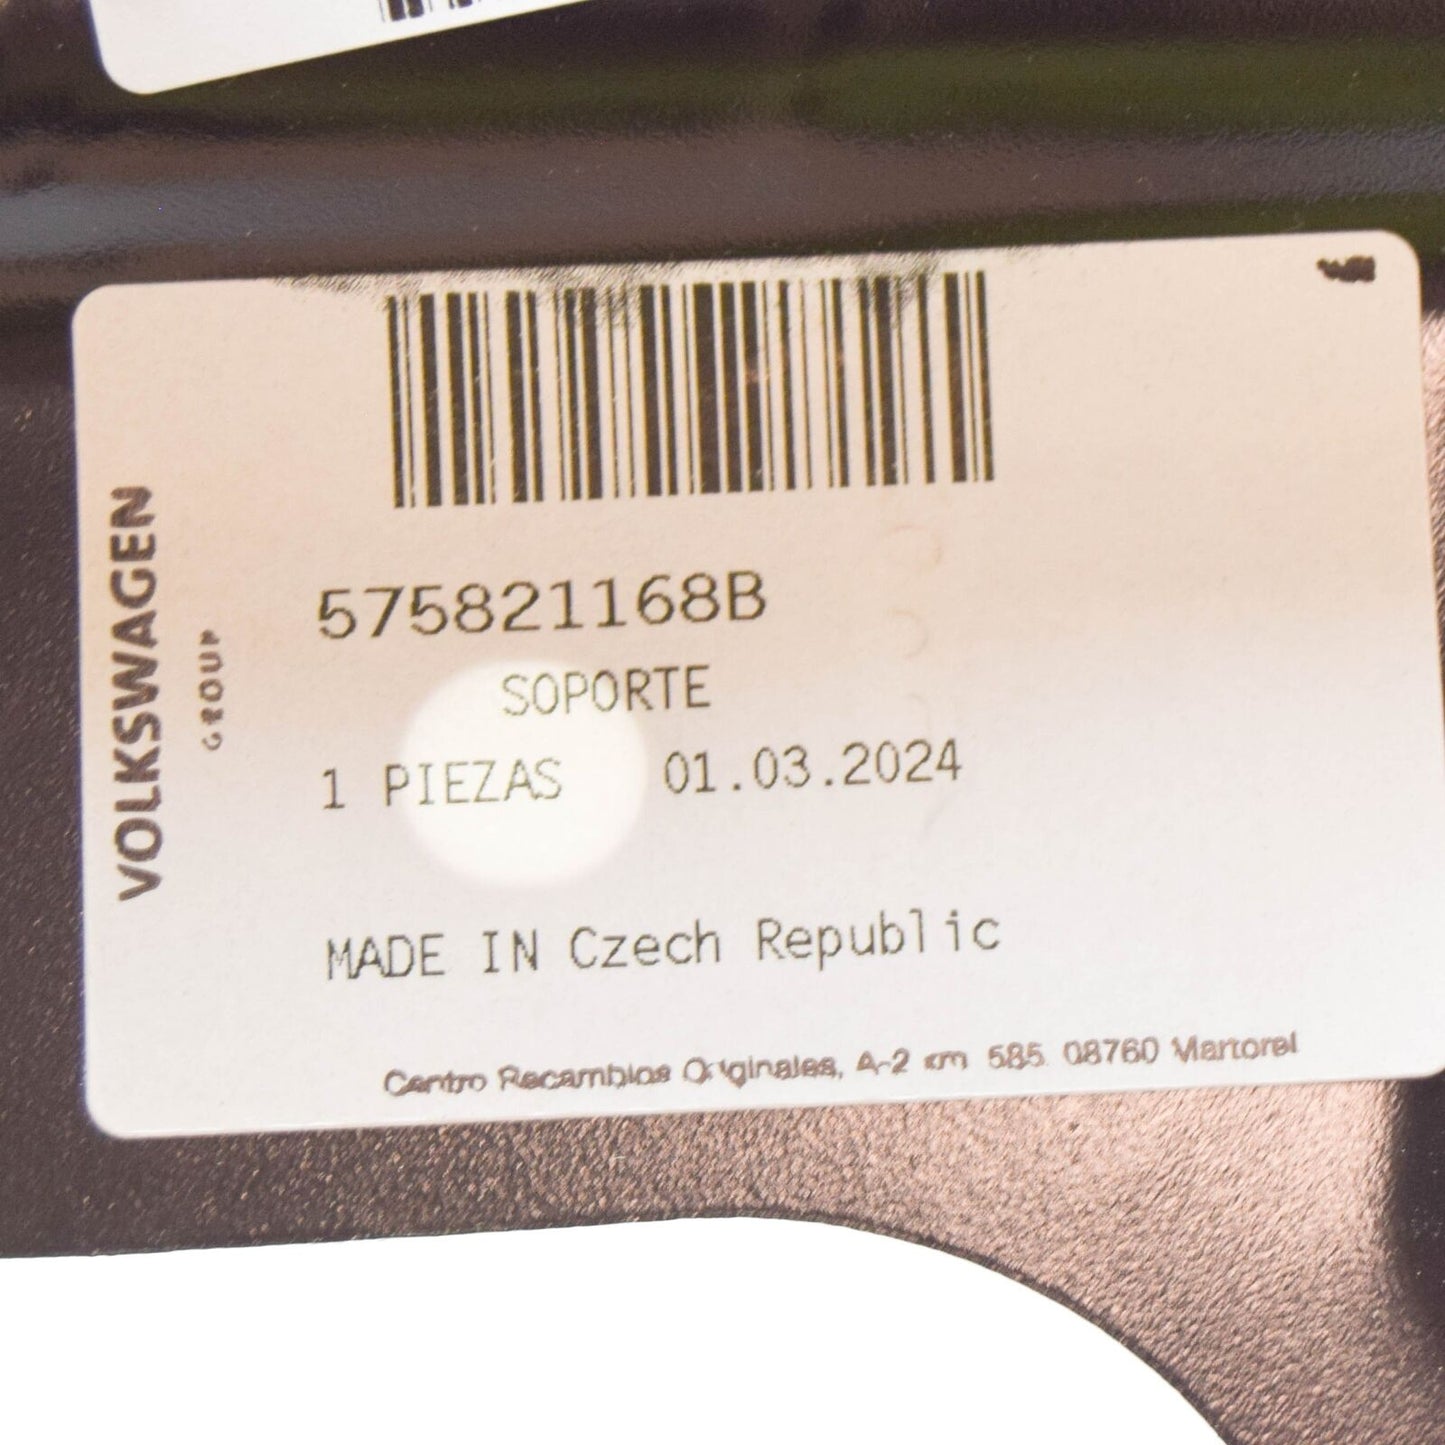 VOLKSWAGEN
GROUP
575821168B
SOPORTE
1 PIEZAS 01.03.2024
MADE IN Czech Republic
Centro Recambios Originales, A-2 km 585. 08760 Martorel